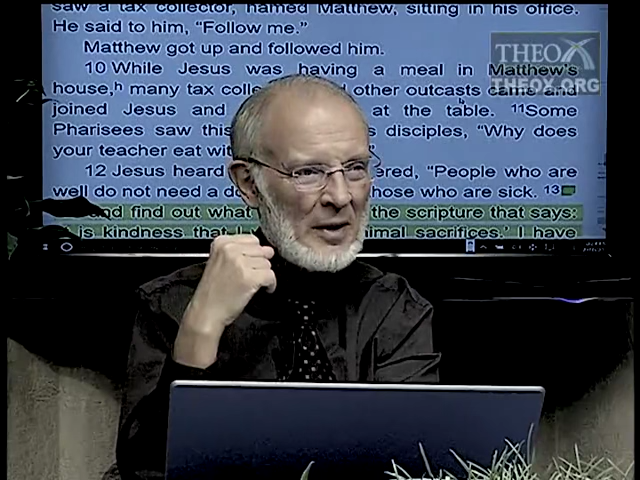 saw a tax collector, named Matthew, sitting in his office.
He said to him, "Follow me."
Matthew got up and followed him.
10 While Jesus was having a meal in Matthew's
house,h many tax colle d other outcasts came and
joined Jesus and at the table. 11Some
Pharisees saw this s disciples, "Why does
your teacher eat wi
12 Jesus heard ered, "People who are
well do not need a do hose who are sick. 13
and find out what the scripture that says:
is kindness that I imal sacrifices.' I have
THEOX
THEOX.ORG